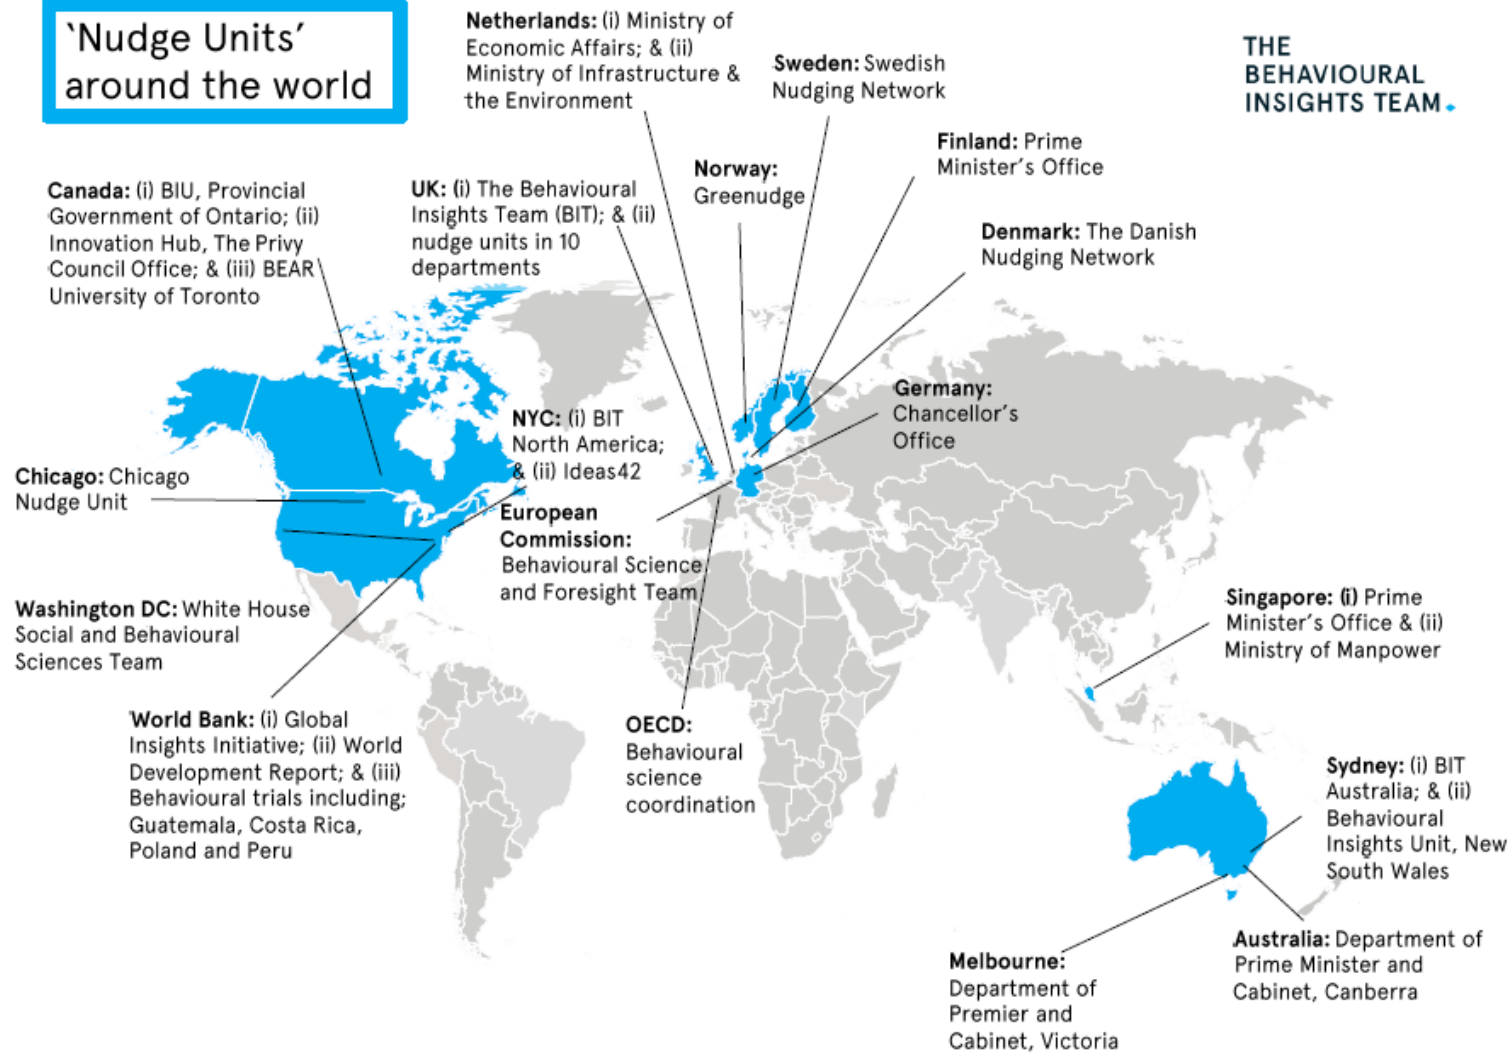 ‘Nudge Units’
around the world
Netherlands: (i) Ministry of
Economic Affairs; & (ii)
Ministry of Infrastructure &
the Environment
Sweden: Swedish
Nudging Network
THE
BEHAVIOURAL
INSIGHTS TEAM
Finland: Prime
Minister’s Office
Norway:
Greenudge
Canada: (i) BIU, Provincial
Government of Ontario; (ii)
Innovation Hub, The Privy
Council Office; & (iii) BEAR
University of Toronto
UK: (i) The Behavioural
Insights Team (BIT); & (ii)
nudge units in 10
departments
Denmark: The Danish
Nudging Network
Germany:
Chancellor’s
Office
NYC: (i) BIT
North America;
& (ii) Ideas42
Chicago: Chicago
Nudge Unit
European
Commission:
Behavioural Science
and Foresight Team
Washington DC: White House
Social and Behavioural
Sciences Team
Singapore: (i) Prime
Minister’s Office & (ii)
Ministry of Manpower
World Bank: (i) Global
Insights Initiative; (ii) World
Development Report; & (iii)
Behavioural trials including;
Guatemala, Costa Rica,
Poland and Peru
OECD:
Behavioural
science
coordination
Sydney: (i) BIT
Australia; & (ii)
Behavioural
Insights Unit, New
South Wales
Australia: Department of
Prime Minister and
Cabinet, Canberra
Melbourne:
Department of
Premier and
Cabinet, Victoria